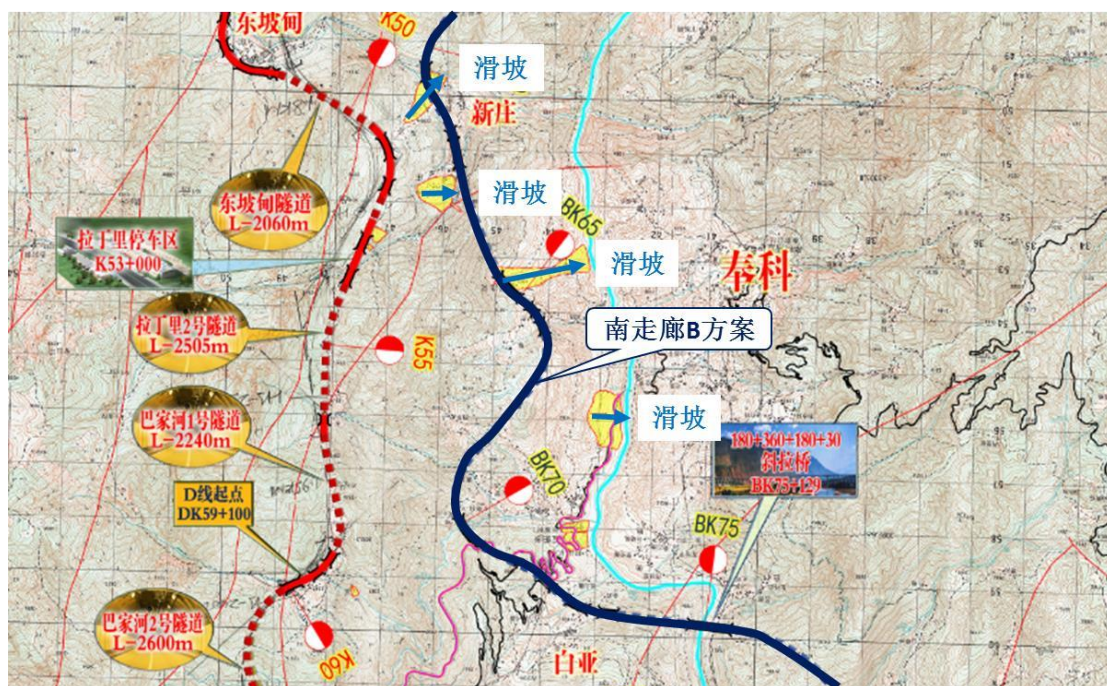 东坡甸
K50
滑坡
新庄
滑坡
东坡甸隧道
L-2060m
BK65
拉丁里停车区
K53+000
滑坡
奉科
拉丁里2号隧道
L-2505m
南走廊B方案
K55
巴家河1号隧道
L-2240m
滑坡
180+360+180+30
斜拉桥
BK75+129
BK70
D线起点
DK59+100
BK75
巴家河2号隧道
L-2600m
K60
白亚